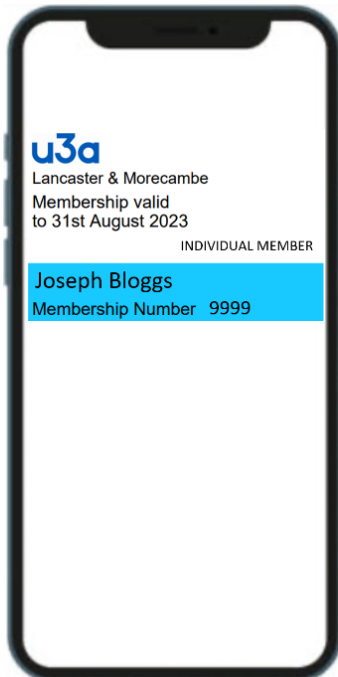 u3a
Lancaster & Morecambe
Membership valid
to 31st August 2023
INDIVIDUAL MEMBER
Joseph Bloggs
Membership Number 9999